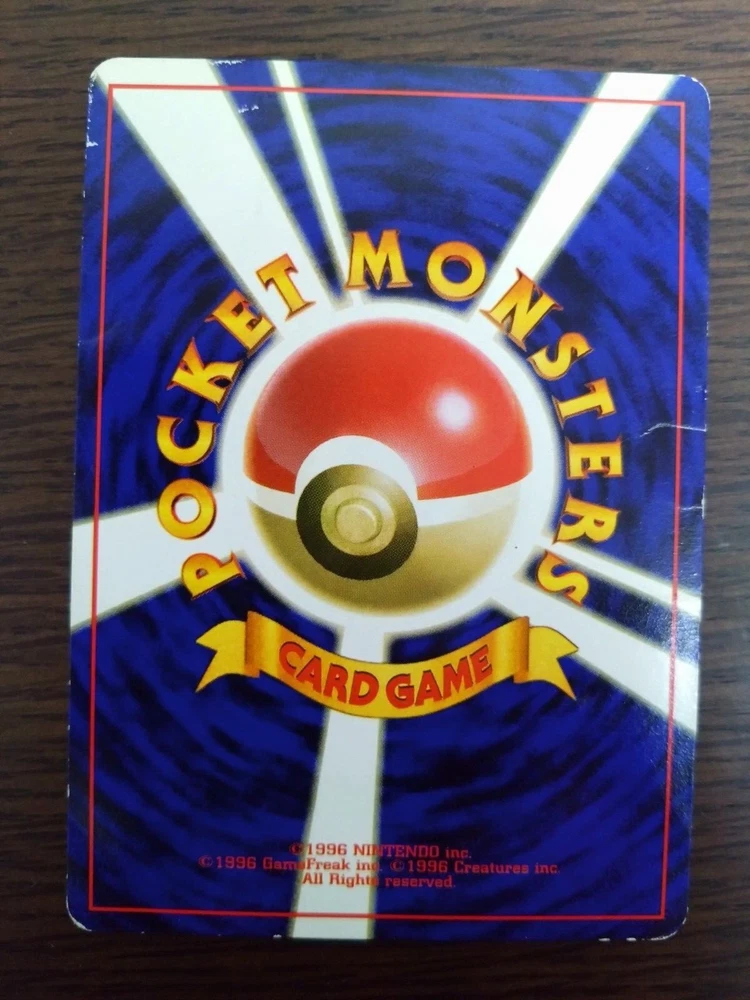 POCKET MONSTERS
CARD GAME
©1996 NINTENDO inc.
©1996 GameFreak inc. ©1996 Creatures inc.
All Rights reserved.